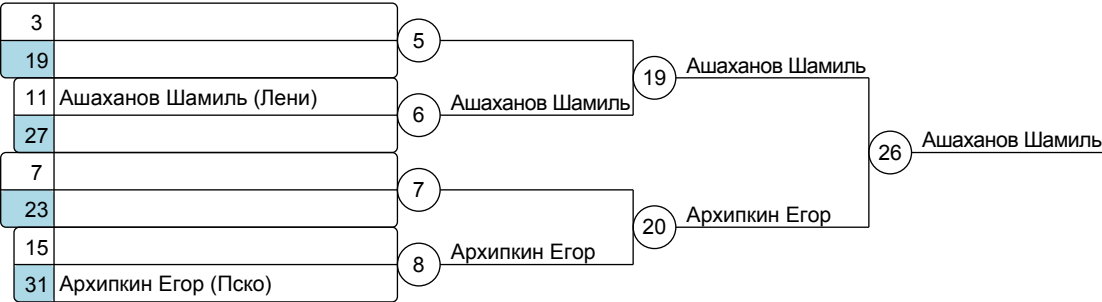 3
5
19
19 Ашаханов Шамиль
11 Ашаханов Шамиль (Лени)
6 Ашаханов Шамиль
27
26 Ашаханов Шамиль
7
7
23
20 Архипкин Егор
15
8 Архипкин Егор
31 Архипкин Егор (Пско)